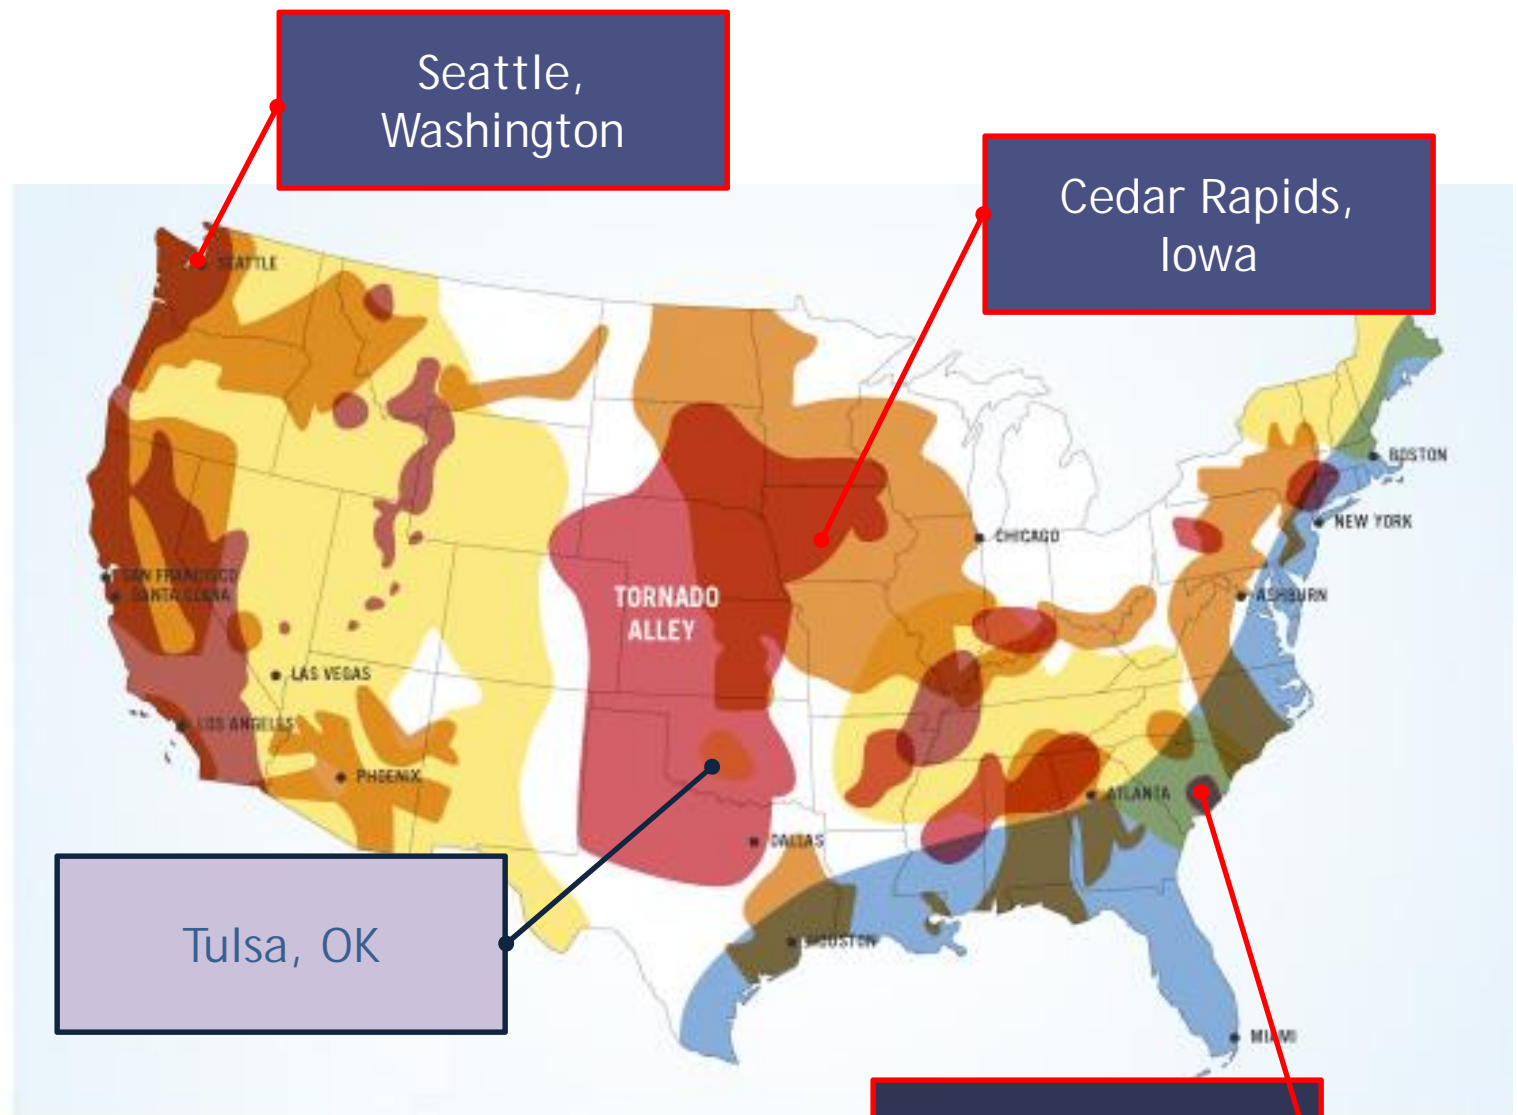 Seattle,
Washington
Cedar Rapids,
Iowa
SEATTLE
BOSTON
NEW YORK
CHICAGO
SAN FRANCISCO
SANTA CLARA
ASHBURN
TORNADO
ALLEY
LAS VEGAS
LOS ANGELES
PHOENIX
ATLANTA
DALLAS
Tulsa, OK
HOUSTON
MIAMI